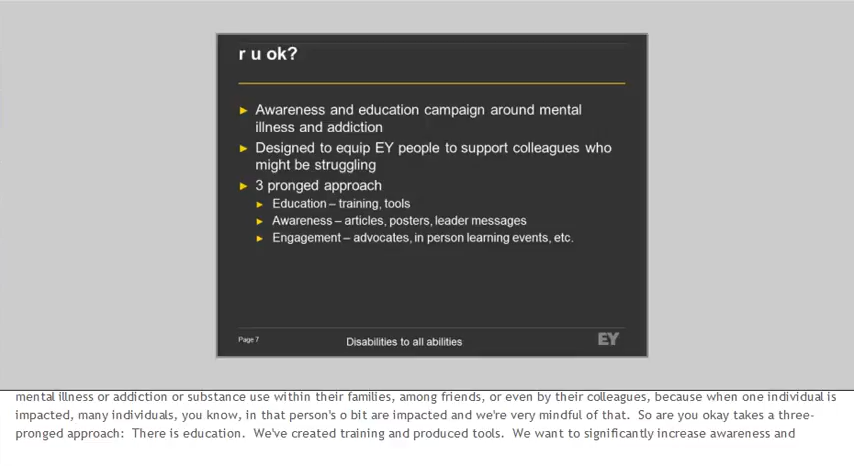 r u ok?
► Awareness and education campaign around mental
illness and addiction
► Designed to equip EY people to support colleagues who
might be struggling
► 3 pronged approach
► Education – training, tools
► Awareness – articles, posters, leader messages
► Engagement – advocates, in person learning events, etc.
Page 7
Disabilities to all abilities
EY
mental illness or addiction or substance use within their families, among friends, or even by their colleagues, because when one individual is
impacted, many individuals, you know, in that person's o bit are impacted and we're very mindful of that.  So are you okay takes a three-
pronged approach:  There is education.  We've created training and produced tools.  We want to significantly increase awareness and